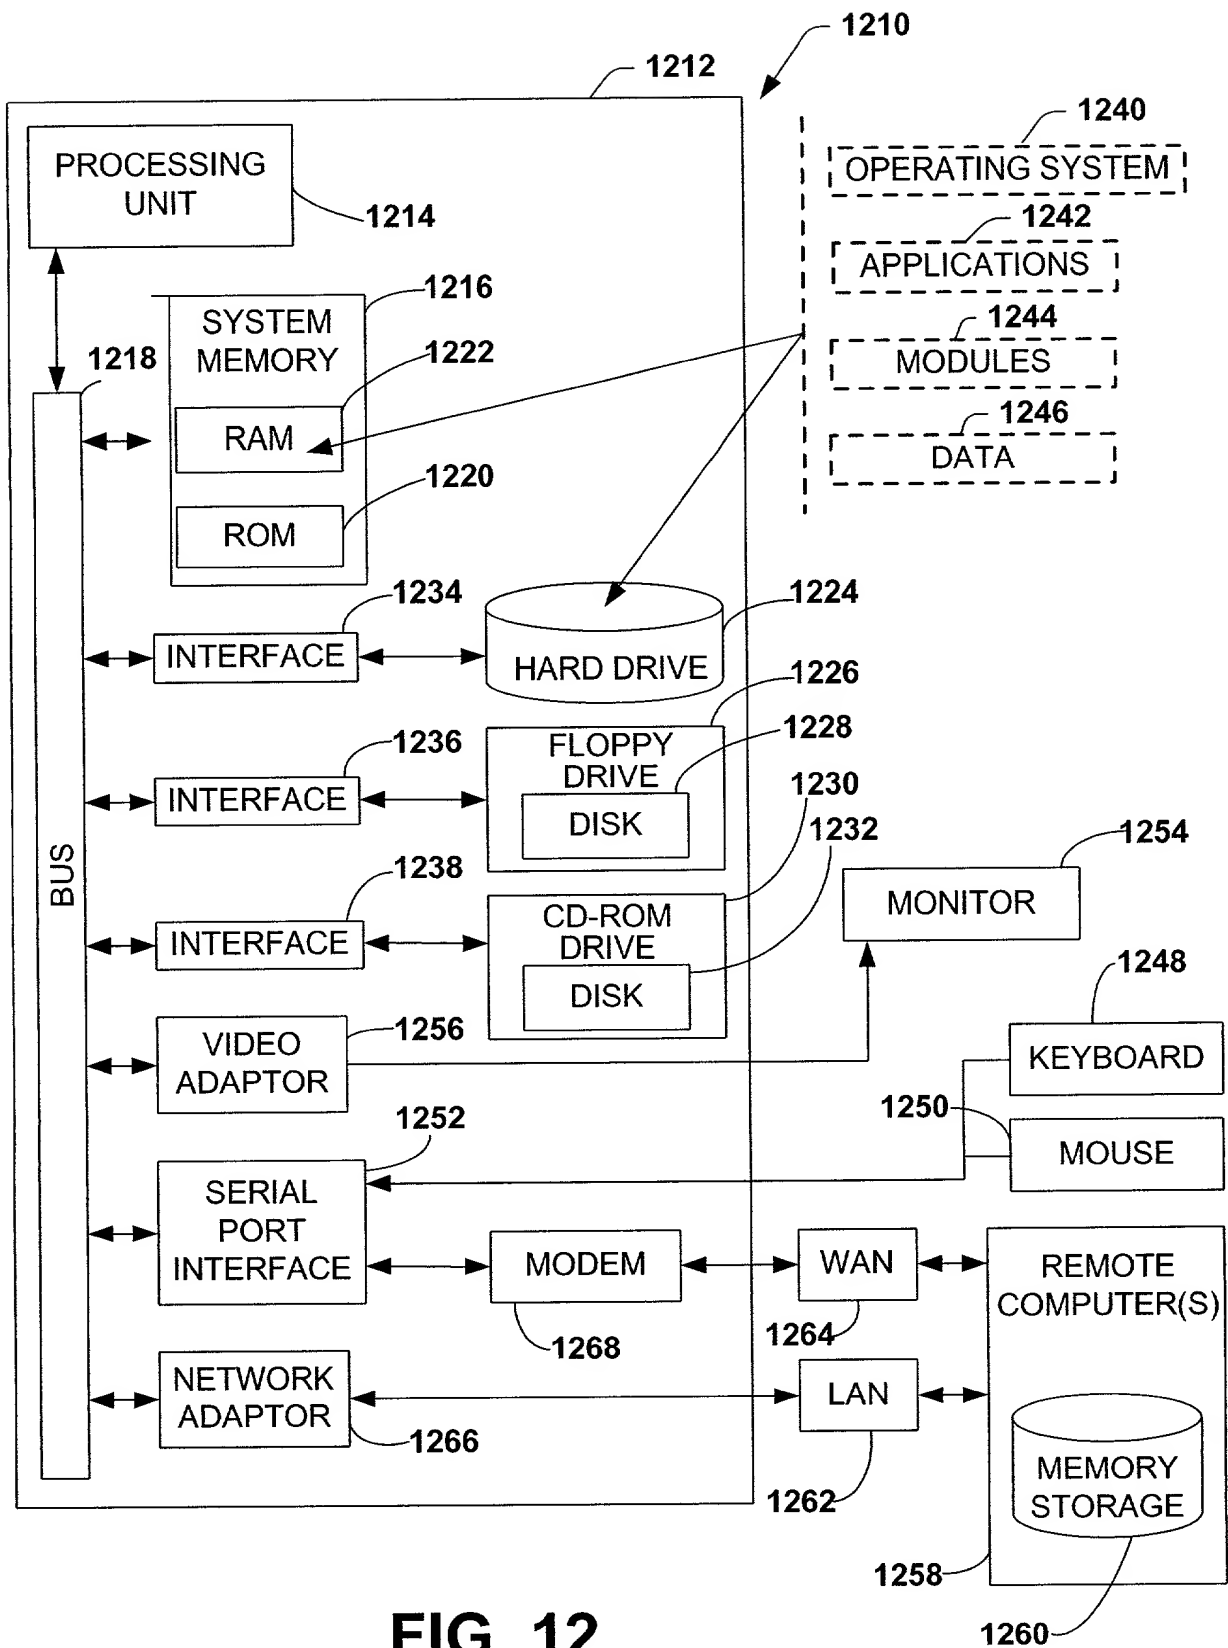 1210
1212
PROCESSING
UNIT
1214
1240
OPERATING SYSTEM
1242
APPLICATIONS
1244
MODULES
1246
DATA
1216
SYSTEM
MEMORY
1218
1222
RAM
1220
ROM
1234
INTERFACE
1224
HARD DRIVE
1226
1236
INTERFACE
FLOPPY
DRIVE
1228
DISK
1230
1232
1238
INTERFACE
CD-ROM
DRIVE
DISK
BUS
1254
MONITOR
1248
KEYBOARD
1250
MOUSE
1256
VIDEO
ADAPTOR
1252
SERIAL
PORT
INTERFACE
MODEM
1268
WAN
1264
REMOTE
COMPUTER(S)
NETWORK
ADAPTOR
1266
LAN
1262
MEMORY
STORAGE
1258
1260
FIG. 12